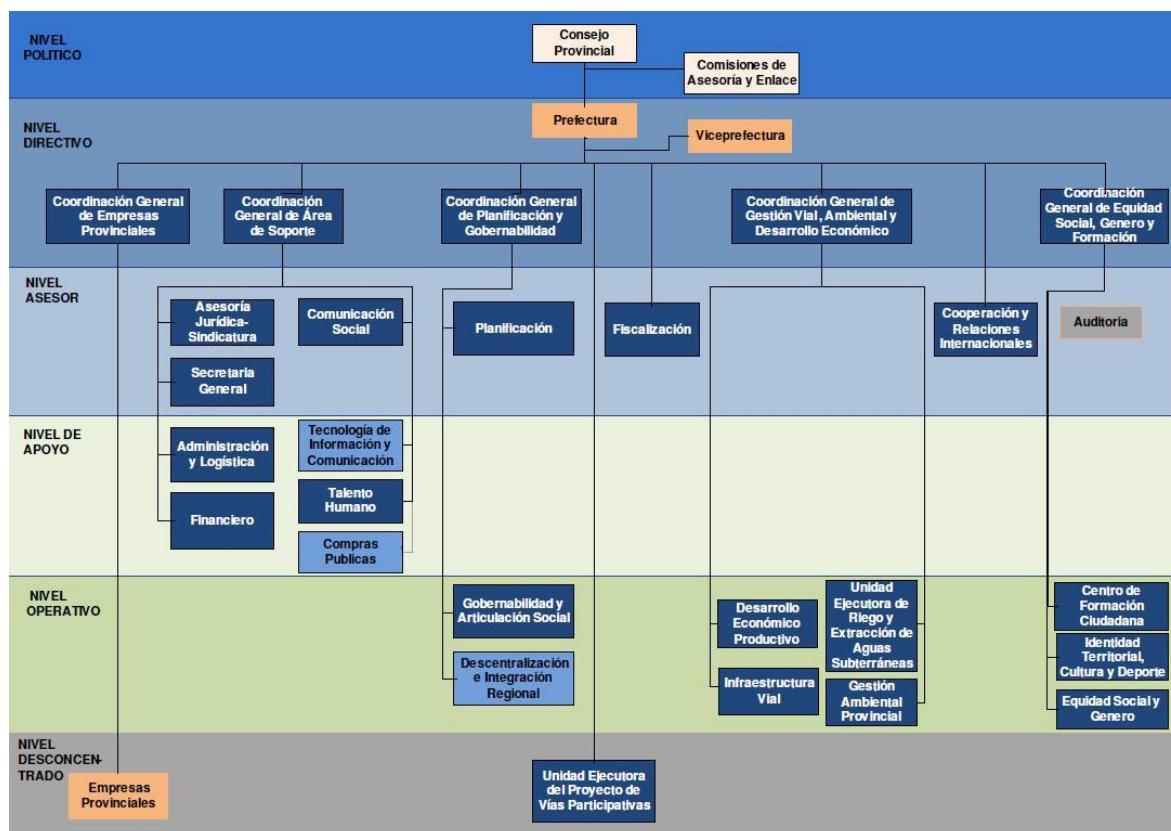 NIVEL
POLITICO
Consejo
Provincial
Comisiones de
Asesoría y Enlace
NIVEL
DIRECTIVO
Prefectura
Viceprefectura
Coordinación General
de Empresas
Provinciales
Coordinación
General de Área
de Soporte
Coordinación General
de Planificación y
Gobernabilidad
Coordinación General de
Gestión Vial, Ambiental y
Desarrollo Económico
Coordinación
General de Equidad
Social, Genero y
Formación
NIVEL
ASESOR
Asesoría
Jurídica-
Sindicatura
Comunicación
Social
Planificación
Fiscalización
Cooperación y
Relaciones
Internacionales
Auditoria
Secretaria
General
NIVEL DE
APOYO
Administración
y Logística
Tecnología de
Información y
Comunicación
Financiero
Talento
Humano
Compras
Publicas
NIVEL
OPERATIVO
Gobernabilidad y
Articulación Social
Descentralización
e Integración
Regional
Desarrollo
Económico
Productivo
Unidad
Ejecutora de
Riego y
Extracción de
Aguas
Subterráneas
Infraestructura
Vial
Gestión
Ambiental
Provincial
Centro de
Formación
Ciudadana
Identidad
Territorial,
Cultura y Deporte
Equidad Social y
Genero
NIVEL
DESCONCEN-
TRADO
Empresas
Provinciales
Unidad Ejecutora
del Proyecto de
Vías Participativas